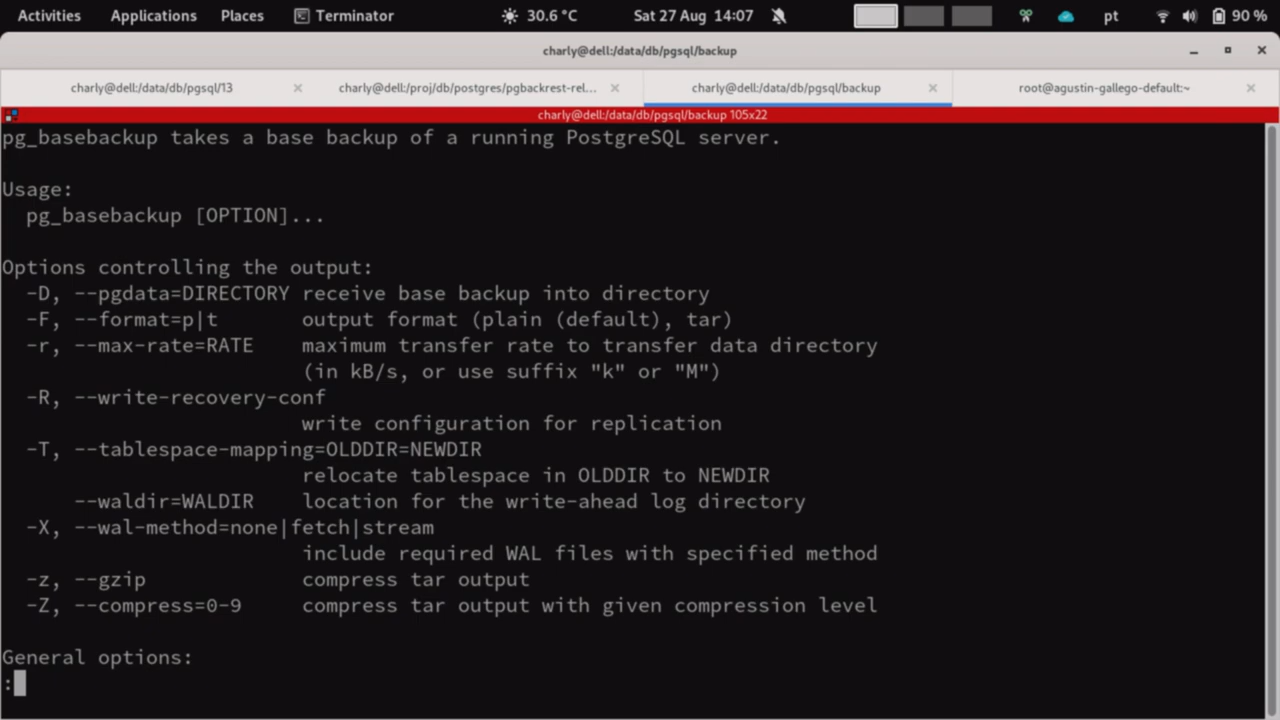 Activities Applications Places Terminator 30.6 °C Sat 27 Aug 14:07 pt 90 %
charly@dell:/data/db/pgsql/backup
charly@dell:/data/db/pgsql/13 charly@dell:/proj/db/postgres/pgbackrest-rel... charly@dell:/data/db/pgsql/backup root@agustin-gallego-default:~
charly@dell:/data/db/pgsql/backup 105x22
pg_basebackup takes a base backup of a running PostgreSQL server.
Usage:
  pg_basebackup [OPTION]...
Options controlling the output:
  -D, --pgdata=DIRECTORY receive base backup into directory
  -F, --format=p|t       output format (plain (default), tar)
  -r, --max-rate=RATE    maximum transfer rate to transfer data directory
                         (in kB/s, or use suffix "k" or "M")
  -R, --write-recovery-conf
                         write configuration for replication
  -T, --tablespace-mapping=OLDDIR=NEWDIR
                         relocate tablespace in OLDDIR to NEWDIR
      --waldir=WALDIR    location for the write-ahead log directory
  -X, --wal-method=none|fetch|stream
                         include required WAL files with specified method
  -z, --gzip             compress tar output
  -Z, --compress=0-9     compress tar output with given compression level
General options:
: